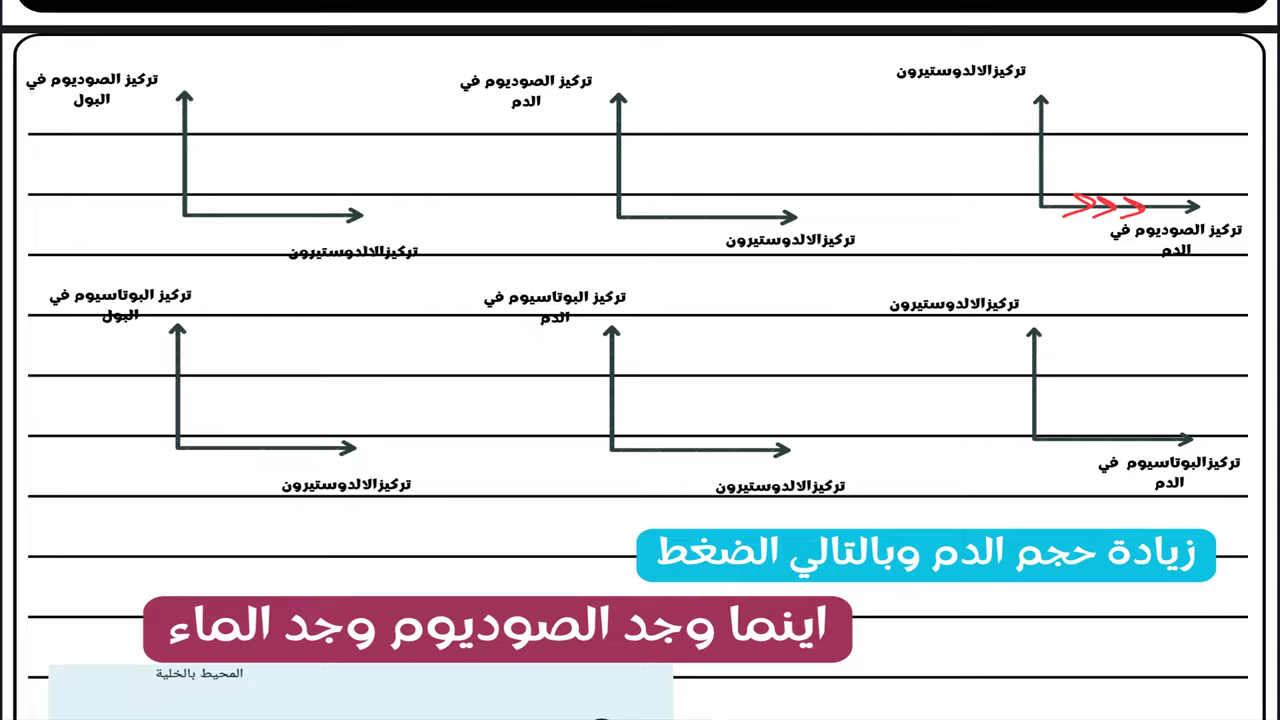 تركيزالالدوستيرون
تركيز الصوديوم في
الدم
تركيز الصوديوم في
الدم
تركيزالالدوستيرون
تركيز الصوديوم في
البول
تركيزالالدوستيرون
تركيزالالدوستيرون
تركيزالبوتاسيوم في
الدم
تركيز البوتاسيوم في
الدم
تركيزالالدوستيرون
تركيز البوتاسيوم في
البول
تركيزالالدوستيرون
زيادة حجم الدم وبالتالي الضغط
اينما وجد الصوديوم وجد الماء
المحيط بالخلية